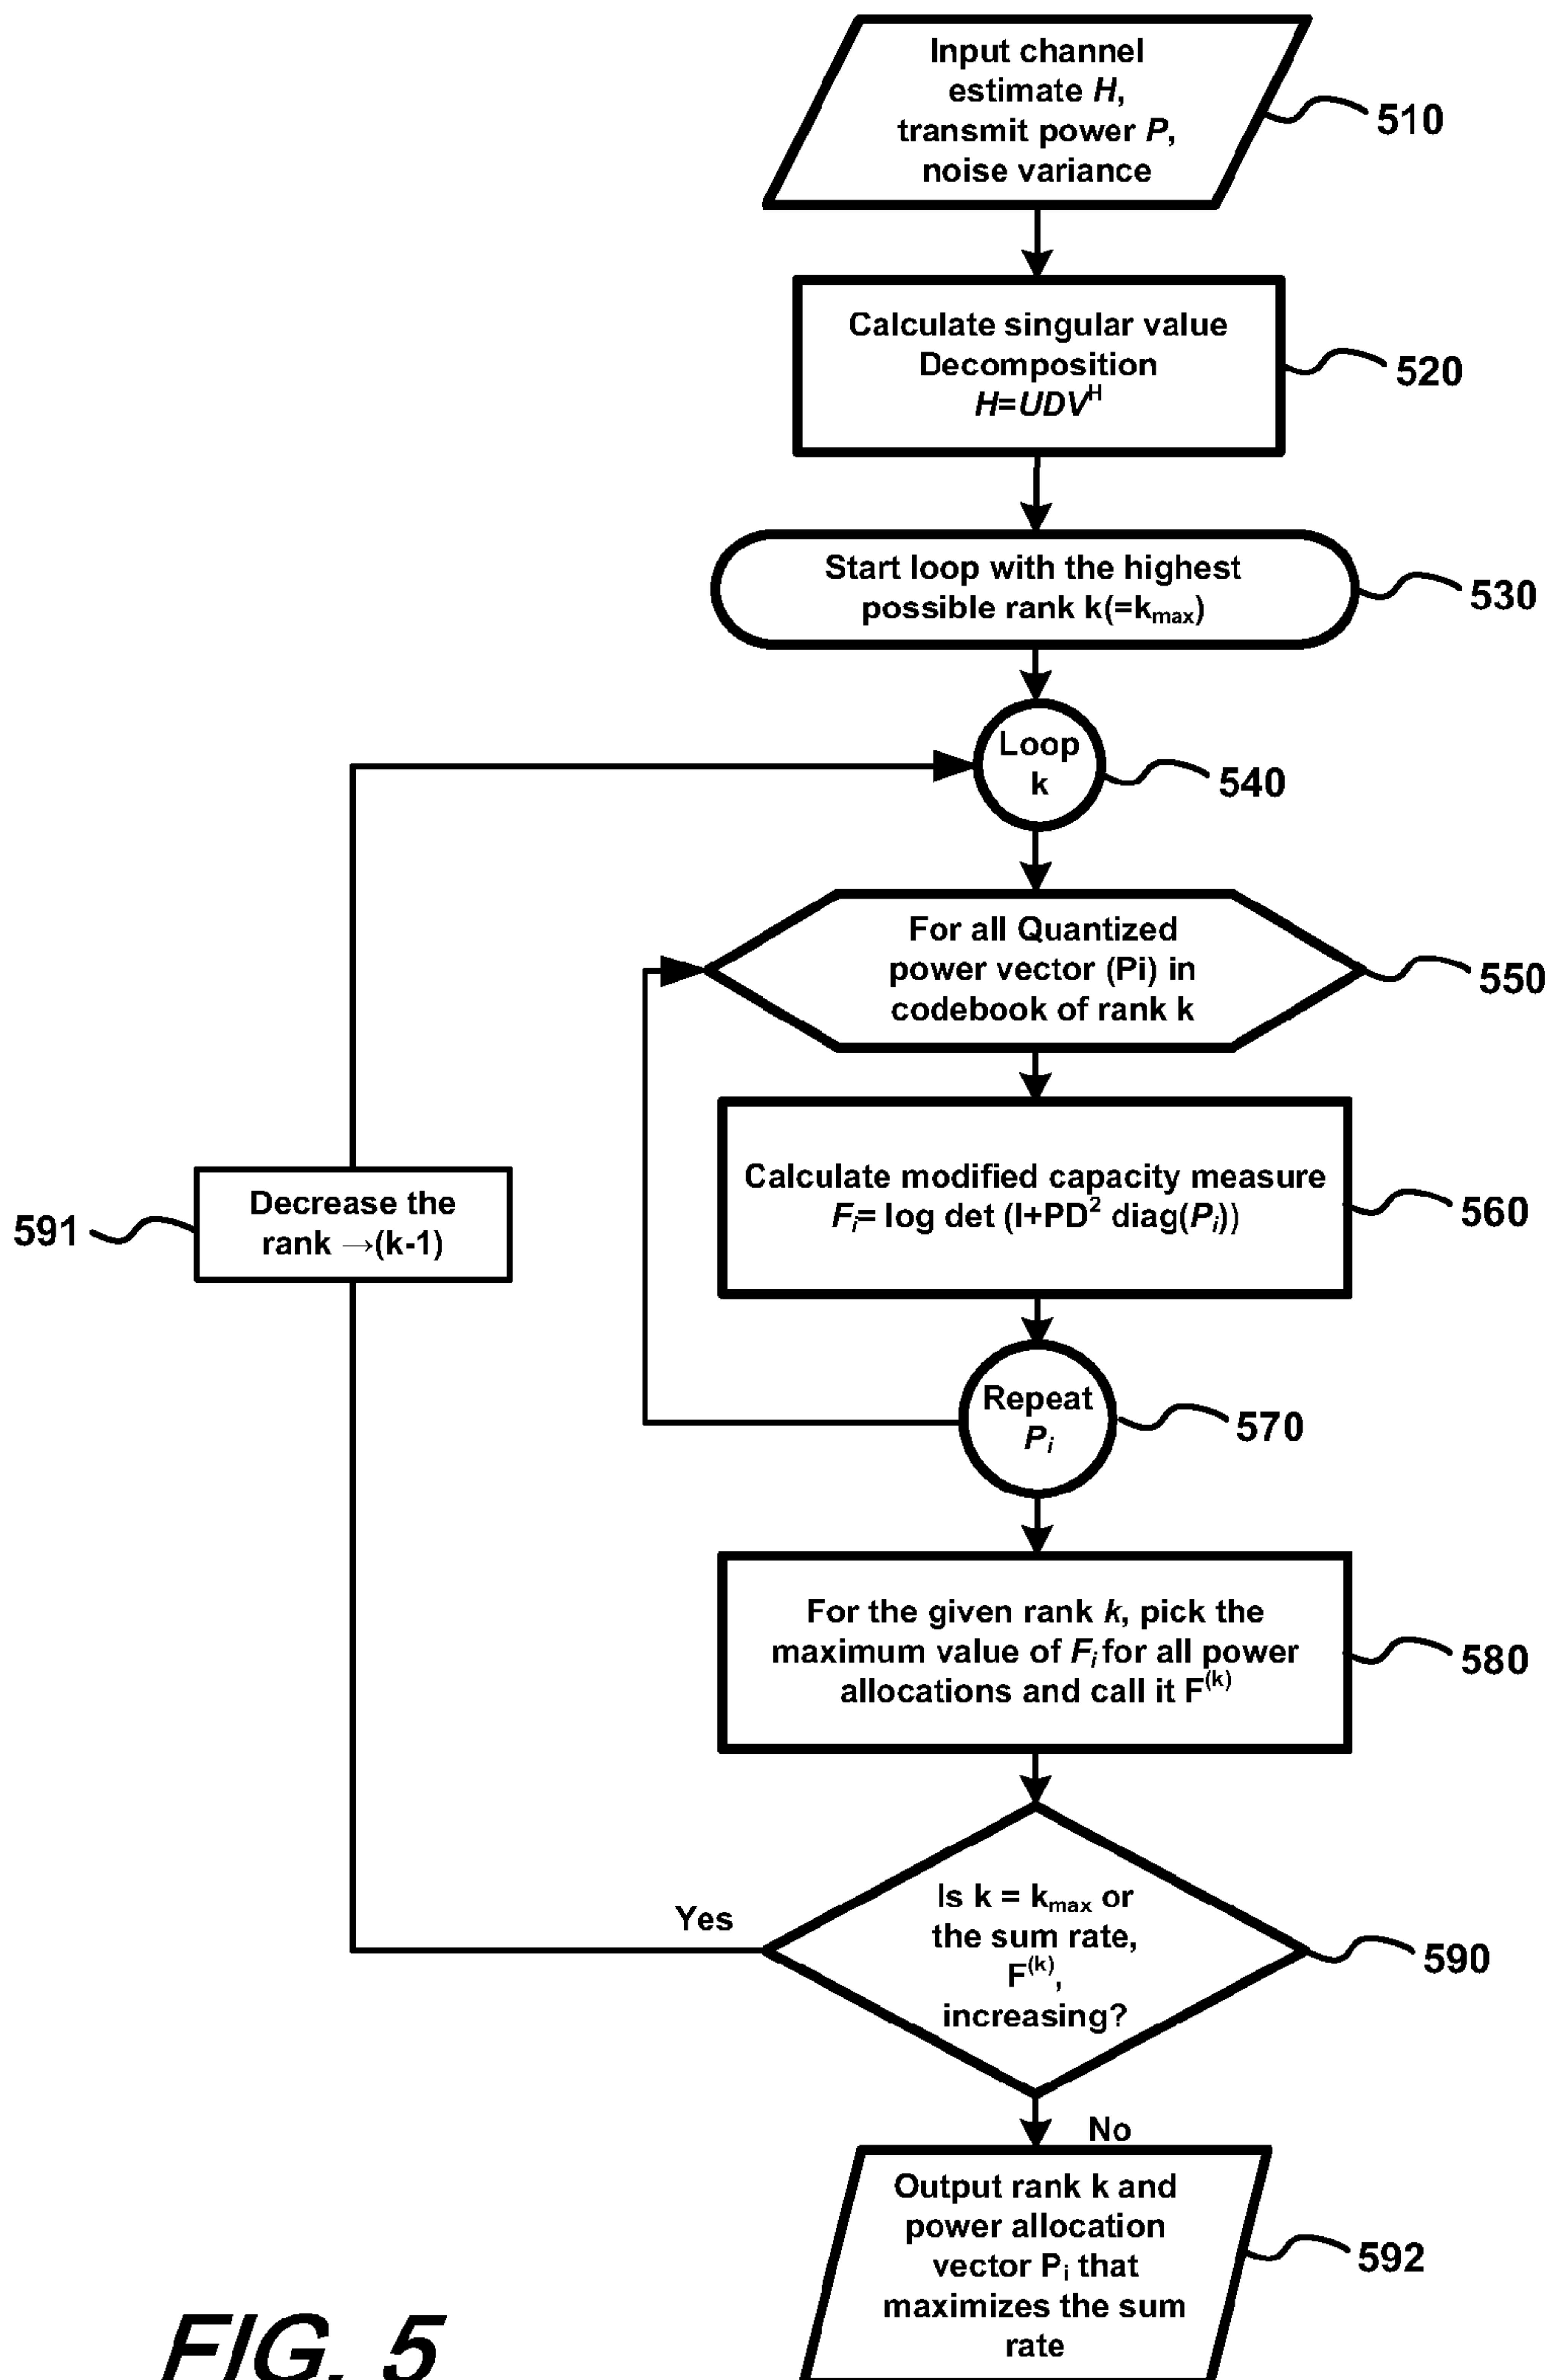 Input channel
estimate H,
transmit power P,
noise variance
510
Calculate singular value
Decomposition
H=UDV^H
520
Start loop with the highest
possible rank k(=k_max)
530
Loop
k
540
For all Quantized
power vector (Pi) in
codebook of rank k
550
Calculate modified capacity measure
F_i= log det (I+PD² diag(P_i))
560
591
Decrease the
rank →(k-1)
Repeat
P_i
570
For the given rank k, pick the
maximum value of F_i for all power
allocations and call it F^(k)
580
Yes
Is k = k_max or
the sum rate,
F^(k),
increasing?
590
No
Output rank k and
power allocation
vector P_i that
maximizes the sum
rate
592
FIG. 5